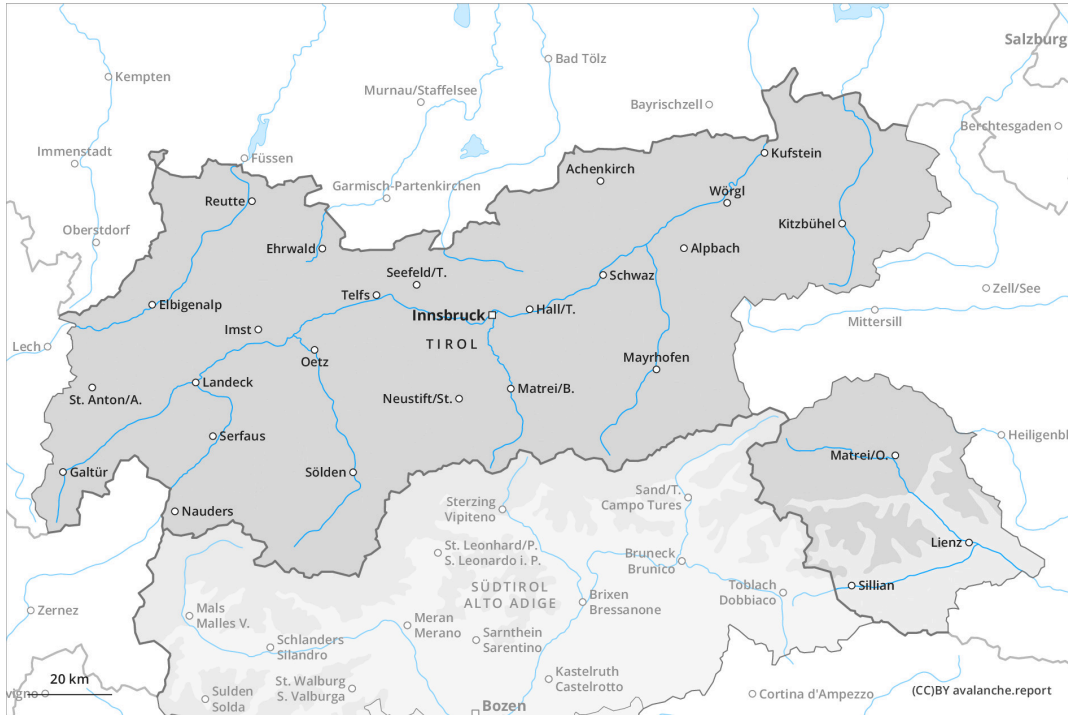 Salzburg
Kempten
Bad Tölz
Murnau/Staffelsee
Bayrischzell
Berchtesgaden
Immenstadt
Füssen
Kufstein
Garmisch-Partenkirchen
Achenkirch
Reutte
Wörgl
Oberstdorf
Kitzbühel
Ehrwald
Alpbach
Seefeld/T.
Schwaz
Telfs
Zell/See
Elbigenalp
Innsbruck
Hall/T.
Mittersill
Imst
Lech
TIROL
Oetz
Mayrhofen
Landeck
St. Anton/A.
Neustift/St.
Matrei/B.
Serfaus
Heiligenbl
Matrei/O.
Galtür
Sölden
Sand/T.
Campo Tures
Sterzing
Vipiteno
Nauders
Lienz
St. Leonhard/P.
S. Leonardo i. P.
Bruneck
Brunico
SÜDTIROL
ALTO ADIGE
Toblach
Dobbiaco
Sillian
Brixen
Bressanone
Zernez
Mals
Malles V.
Meran
Merano
Sarnthein
Sarentino
Schlanders
Silandro
Kastelruth
Castelrotto
20 km
St. Walburg
S. Valburga
vigno
Sulden
Solda
Cortina d'Ampezzo
(CC)BY avalanche.report
Bozen